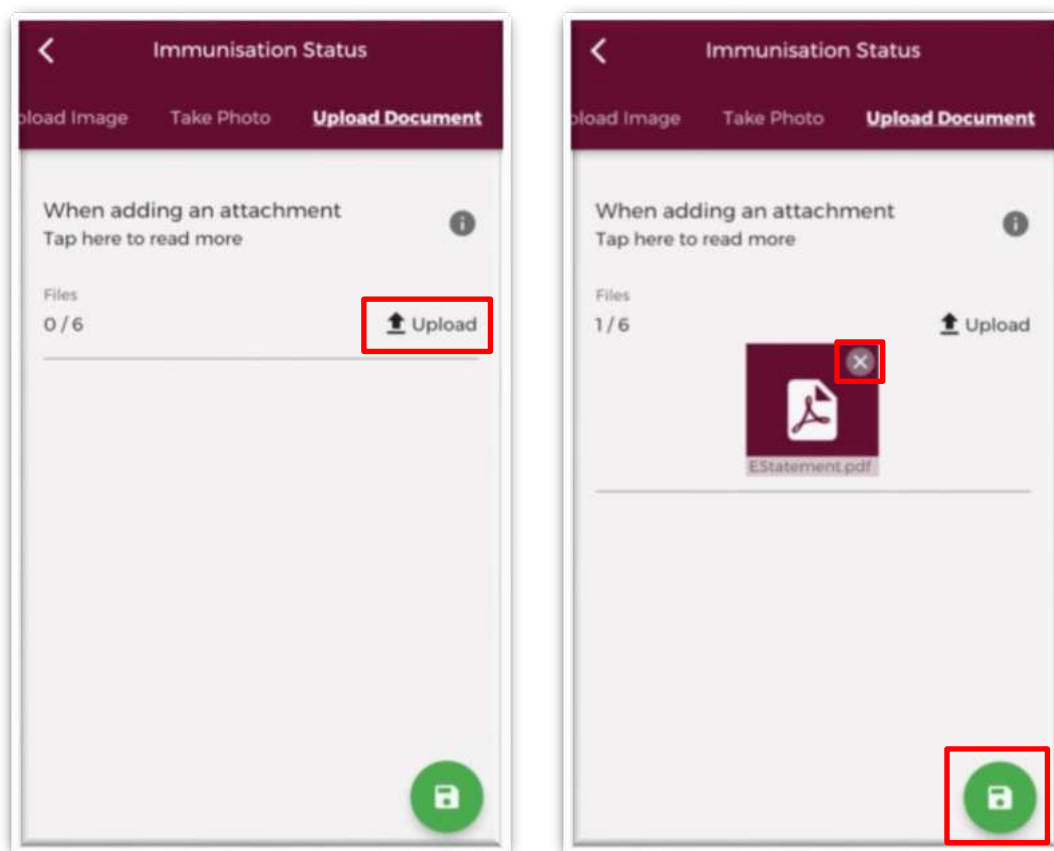 Immunisation Status
pload Image Take Photo Upload Document
When adding an attachment
Tap here to read more
Files
0 / 6
Upload
Immunisation Status
pload Image Take Photo Upload Document
When adding an attachment
Tap here to read more
Files
1 / 6
Upload
EStatement.pdf